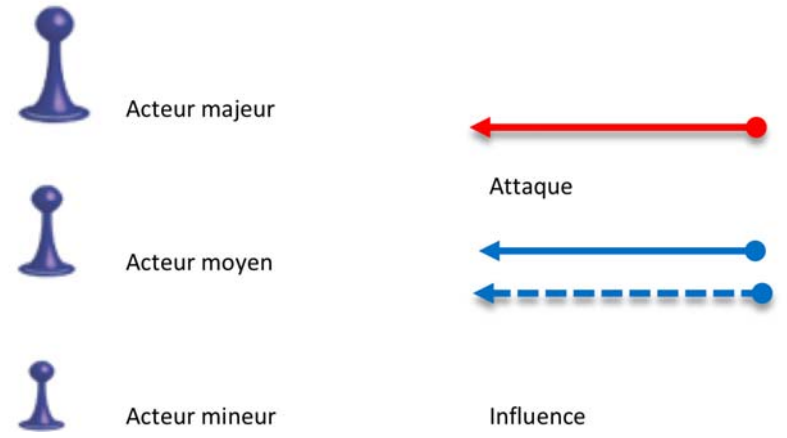 Acteur majeur
Attaque
Acteur moyen
Acteur mineur
Influence